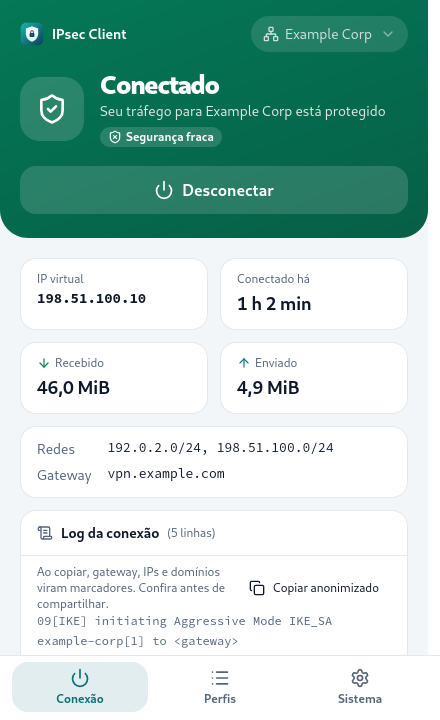 IPsec Client
Example Corp
Conectado
Seu tráfego para Example Corp está protegido
Segurança fraca
Desconectar
IP virtual
198.51.100.10
Conectado há
1 h 2 min
Recebido
46,0 MiB
Enviado
4,9 MiB
Redes 192.0.2.0/24, 198.51.100.0/24
Gateway vpn.example.com
Log da conexão (5 linhas)
Ao copiar, gateway, IPs e domínios
viram marcadores. Confira antes de
compartilhar.
Copiar anonimizado
09[IKE] initiating Aggressive Mode IKE_SA
example-corp[1] to <gateway>
Conexão
Perfis
Sistema